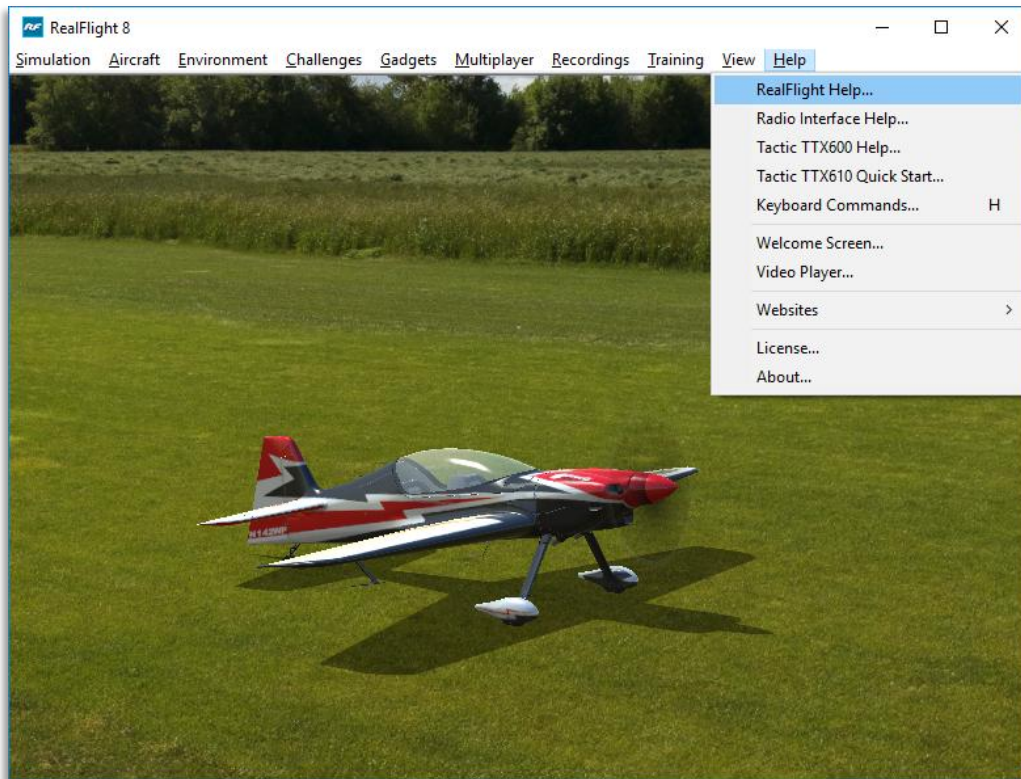 RF RealFlight 8
Simulation Aircraft Environment Challenges Gadgets Multiplayer Recordings Training View Help
RealFlight Help...
Radio Interface Help...
Tactic TTX600 Help...
Tactic TTX610 Quick Start...
Keyboard Commands... H
Welcome Screen...
Video Player...
Websites
License...
About...